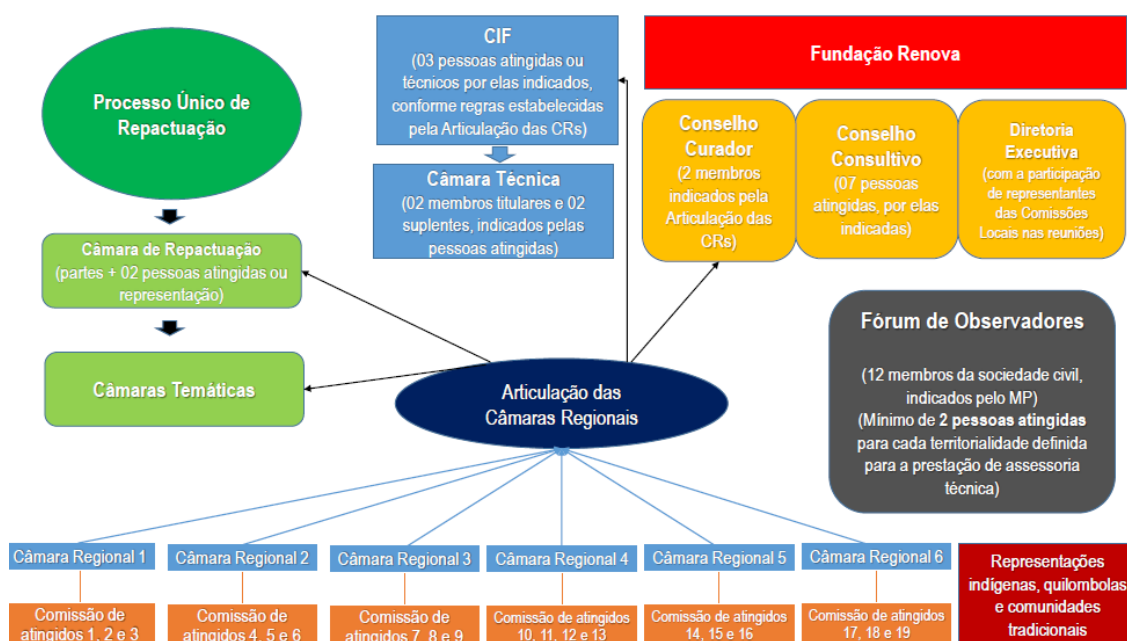 Processo Único de
Repactuação
Câmara de Repactuação
(partes + 02 pessoas atingidas ou
representação)
Câmaras Temáticas
CIF
(03 pessoas atingidas ou
técnicos por elas indicados,
conforme regras estabelecidas
pela Articulação das CRs)
Câmara Técnica
(02 membros titulares e 02
suplentes, indicados pelas
pessoas atingidas)
Fundação Renova
Conselho
Curador
(2 membros
indicados pela
Articulação das
CRs)
Conselho
Consultivo
(07 pessoas
atingidas, por elas
indicadas)
Diretoria
Executiva
(com a participação
de representantes
das Comissões
Locais nas reuniões)
Fórum de Observadores
(12 membros da sociedade civil,
indicados pelo MP)
(Mínimo de 2 pessoas atingidas
para cada territorialidade definida
para a prestação de assessoria
técnica)
Articulação das
Câmaras Regionais
Câmara Regional 1
Câmara Regional 2
Câmara Regional 3
Câmara Regional 4
Câmara Regional 5
Câmara Regional 6
Comissão de
atingidos 1, 2 e 3
Comissão de
atingidos 4, 5 e 6
Comissão de
atingidos 7, 8 e 9
Comissão de atingidos
10, 11, 12 e 13
Comissão de atingidos
14, 15 e 16
Comissão de atingidos
17, 18 e 19
Representações
indígenas, quilombolas
e comunidades
tradicionais